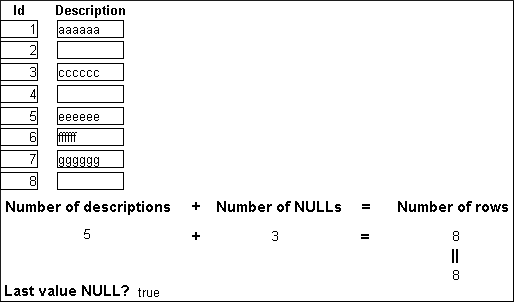 Id Description
1 aaaaaa
2
3 cccccc
4
5 eeeeee
6 ffffff
7 gggggg
8
Number of descriptions + Number of NULLs = Number of rows
5 + 3 = 8
||
8
Last value NULL? true